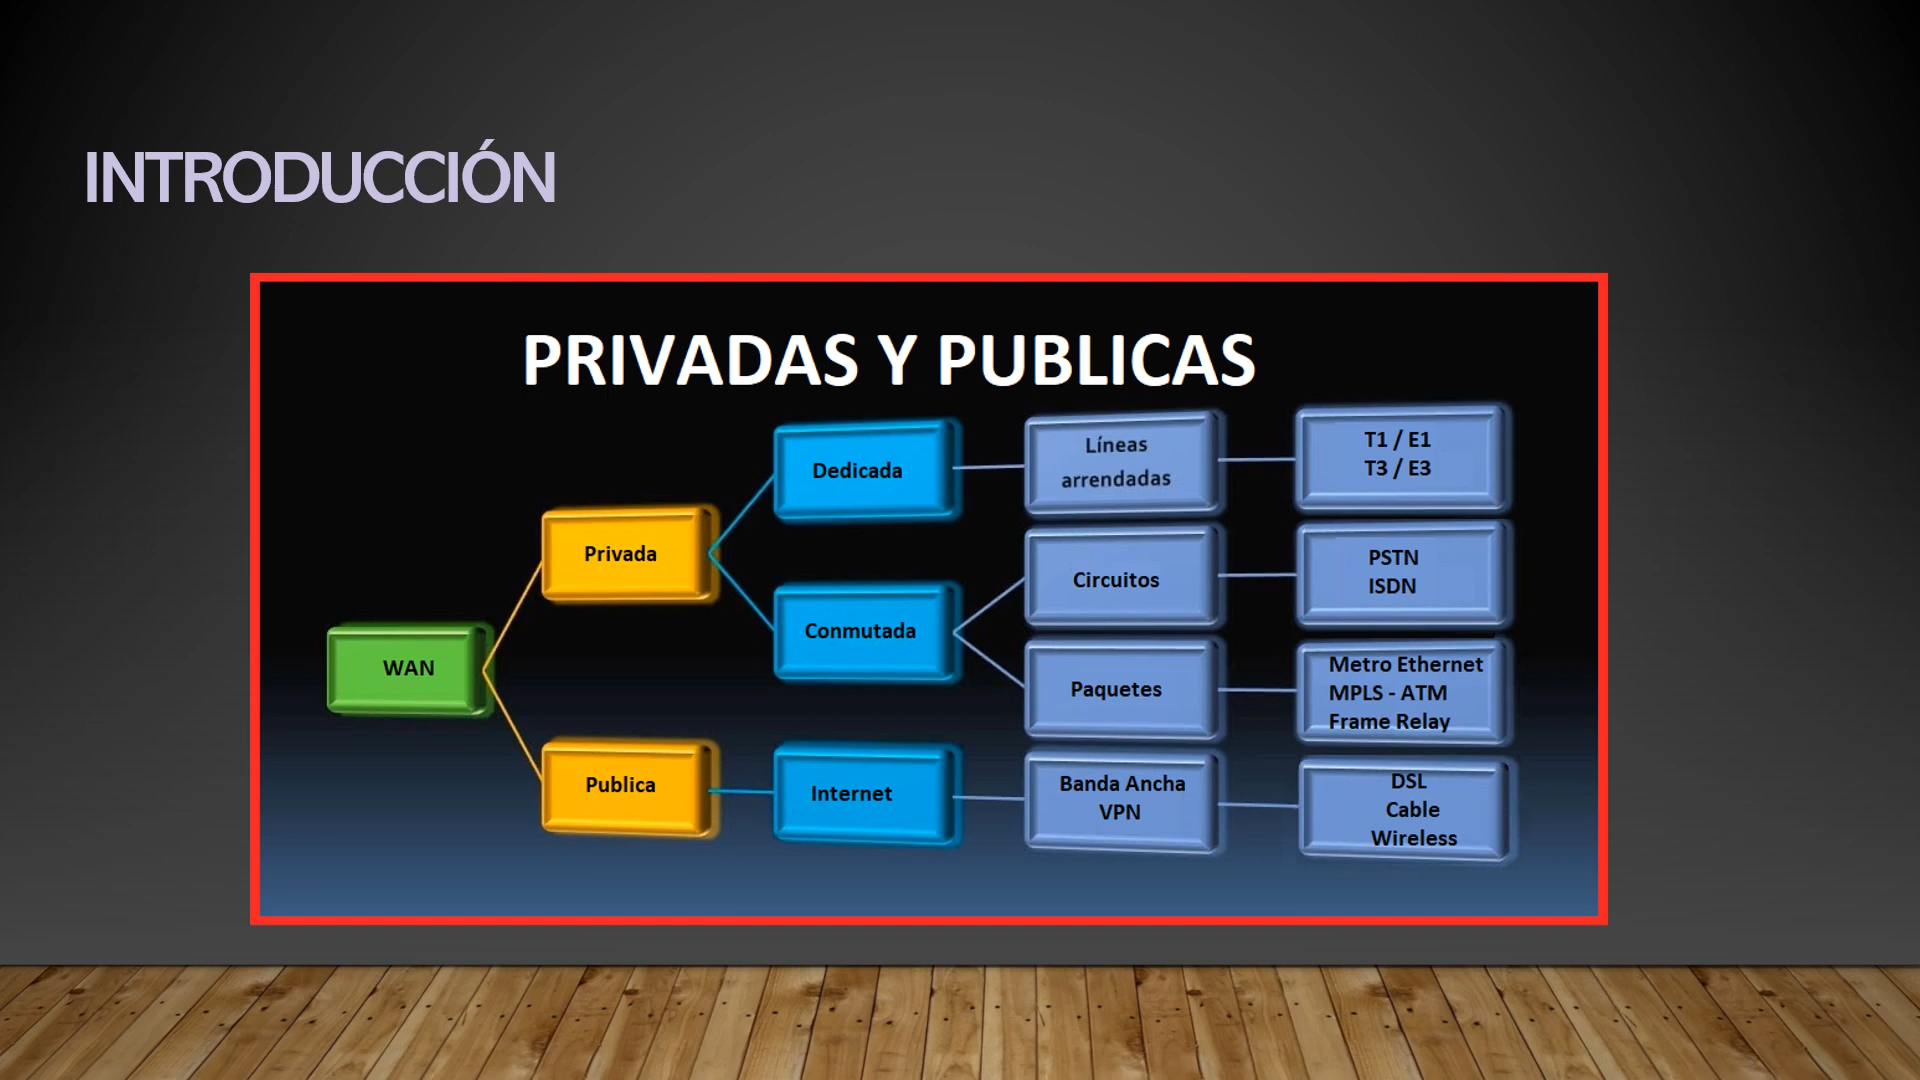 INTRODUCCIÓN
PRIVADAS Y PUBLICAS
WAN
Privada
Publica
Dedicada
Conmutada
Internet
Líneas
arrendadas
Circuitos
Paquetes
Banda Ancha
VPN
T1 / E1
T3 / E3
PSTN
ISDN
Metro Ethernet
MPLS - ATM
Frame Relay
DSL
Cable
Wireless